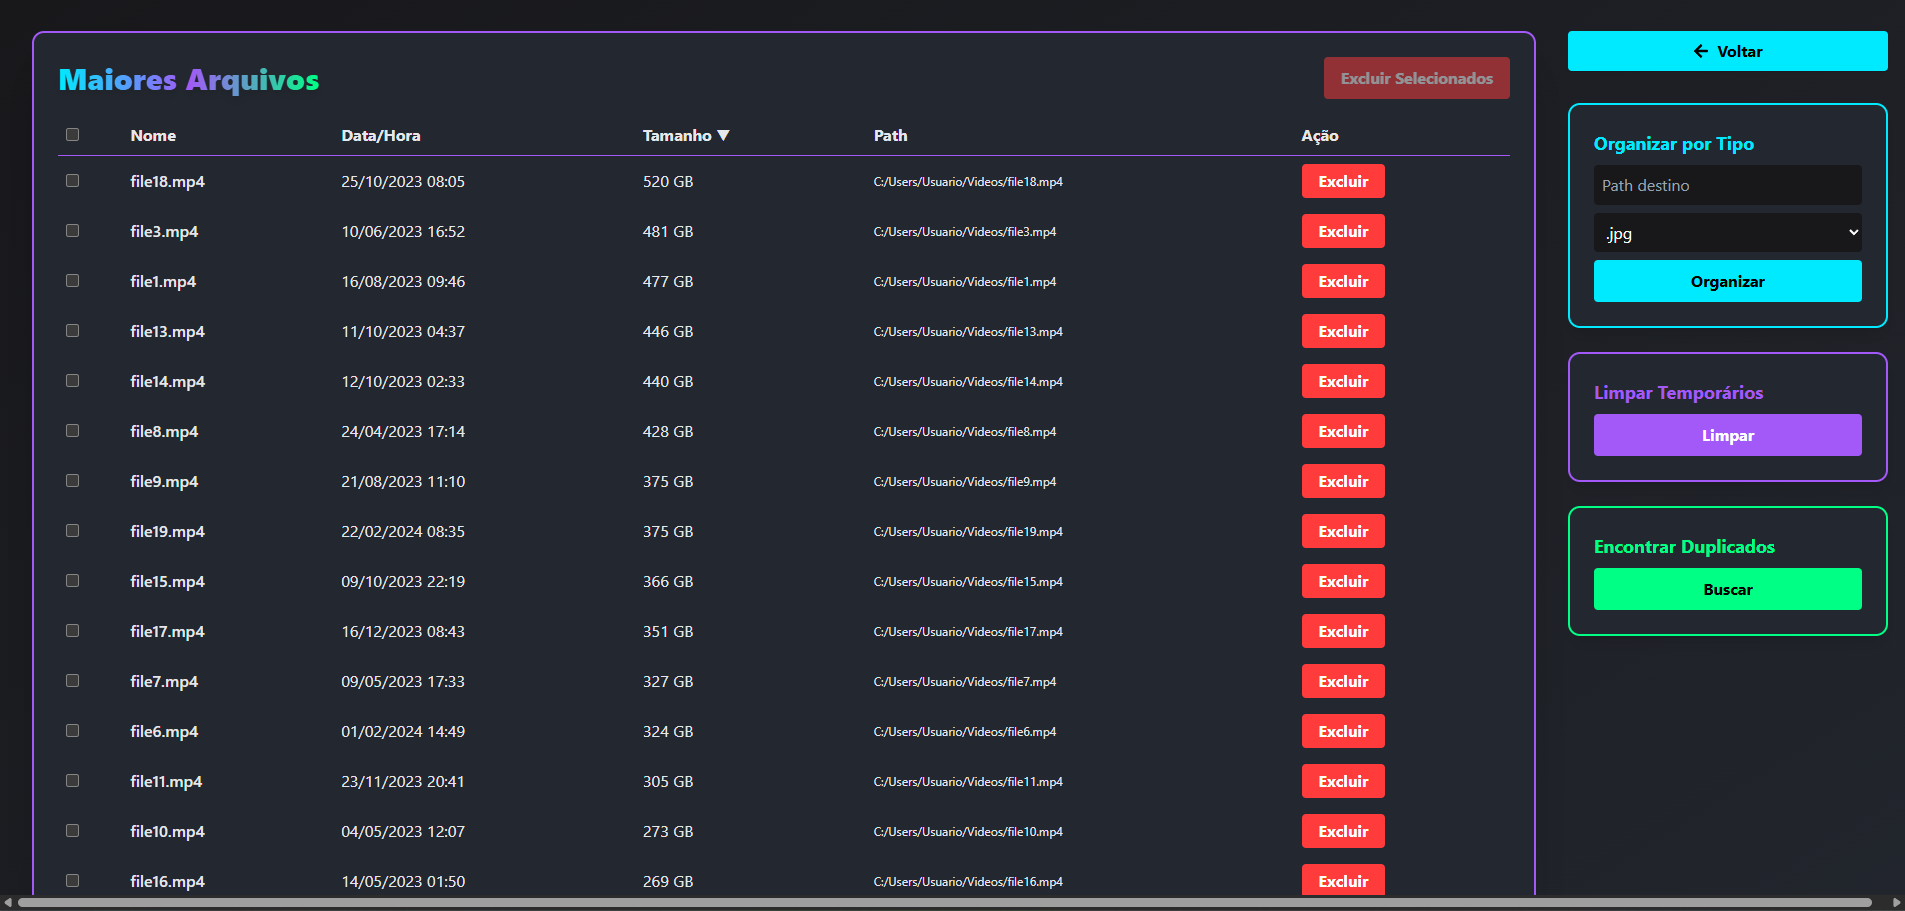 Maiores Arquivos
Excluir Selecionados
Nome Data/Hora Tamanho ▼ Path Ação
file18.mp4 25/10/2023 08:05 520 GB C:/Users/Usuario/Videos/file18.mp4 Excluir
file3.mp4 10/06/2023 16:52 481 GB C:/Users/Usuario/Videos/file3.mp4 Excluir
file1.mp4 16/08/2023 09:46 477 GB C:/Users/Usuario/Videos/file1.mp4 Excluir
file13.mp4 11/10/2023 04:37 446 GB C:/Users/Usuario/Videos/file13.mp4 Excluir
file14.mp4 12/10/2023 02:33 440 GB C:/Users/Usuario/Videos/file14.mp4 Excluir
file8.mp4 24/04/2023 17:14 428 GB C:/Users/Usuario/Videos/file8.mp4 Excluir
file9.mp4 21/08/2023 11:10 375 GB C:/Users/Usuario/Videos/file9.mp4 Excluir
file19.mp4 22/02/2024 08:35 375 GB C:/Users/Usuario/Videos/file19.mp4 Excluir
file15.mp4 09/10/2023 22:19 366 GB C:/Users/Usuario/Videos/file15.mp4 Excluir
file17.mp4 16/12/2023 08:43 351 GB C:/Users/Usuario/Videos/file17.mp4 Excluir
file7.mp4 09/05/2023 17:33 327 GB C:/Users/Usuario/Videos/file7.mp4 Excluir
file6.mp4 01/02/2024 14:49 324 GB C:/Users/Usuario/Videos/file6.mp4 Excluir
file11.mp4 23/11/2023 20:41 305 GB C:/Users/Usuario/Videos/file11.mp4 Excluir
file10.mp4 04/05/2023 12:07 273 GB C:/Users/Usuario/Videos/file10.mp4 Excluir
file16.mp4 14/05/2023 01:50 269 GB C:/Users/Usuario/Videos/file16.mp4 Excluir
← Voltar
Organizar por Tipo
Path destino
.jpg
Organizar
Limpar Temporários
Limpar
Encontrar Duplicados
Buscar